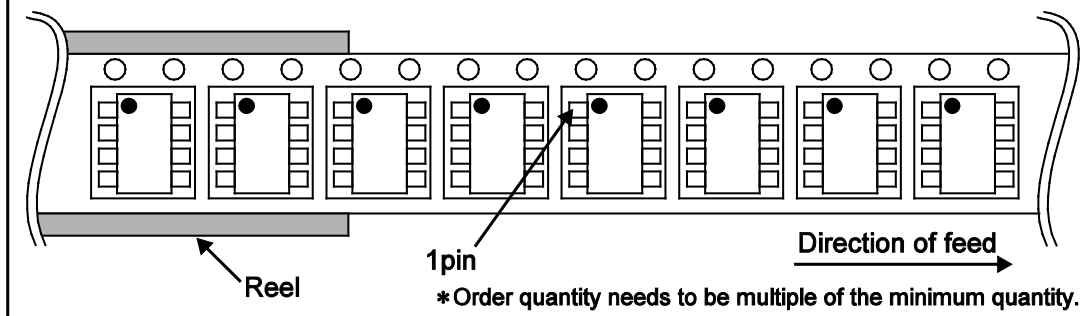 Direction of feed
1pin
Reel
*Order quantity needs to be multiple of the minimum quantity.